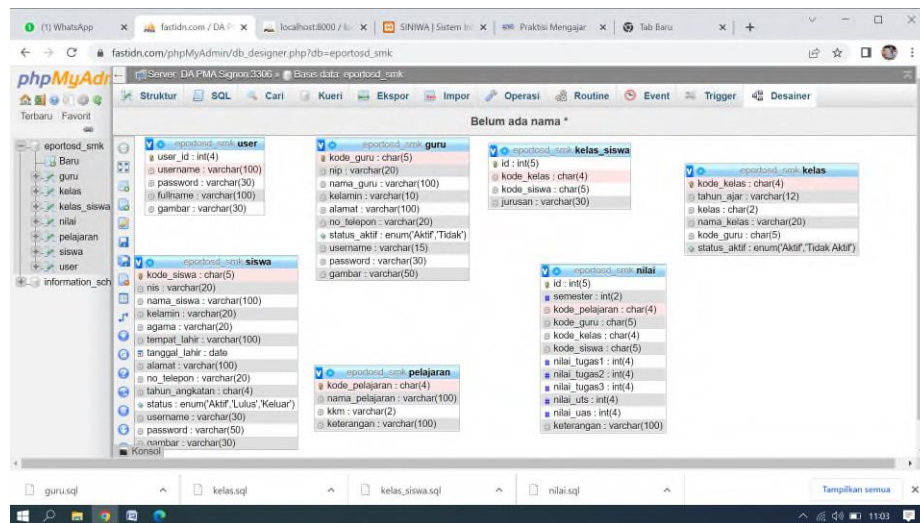 (1) WhatsApp
fastidn.com / DA P
localhost:8000 /
SINIWA | Sistem In
Praktisi Mengajar
Tab Baru
fastidn.com/phpMyAdmin/db_designer.php?db=eportosd_smk
phpMyAdm
Terbaru Favorit
eportosd_smk
Baru
guru
kelas
kelas_siswa
nilai
pelajaran
siswa
user
information_sch
Server: DA PMA Signon:3306 » Basis data: eportosd_smk
Struktur SQL Cari Kueri Ekspor Impor Operasi Routine Event Trigger Desainer
Belum ada nama *
eportosd_smk user
user_id : int(4)
username : varchar(100)
password : varchar(30)
fullname : varchar(100)
gambar : varchar(30)
eportosd_smk guru
kode_guru : char(5)
nip : varchar(20)
nama_guru : varchar(100)
kelamin : varchar(10)
alamat : varchar(100)
no_telepon : varchar(20)
status_aktif : enum('Aktif','Tidak')
username : varchar(15)
password : varchar(30)
gambar : varchar(50)
eportosd_smk kelas_siswa
id : int(5)
kode_kelas : char(4)
kode_siswa : char(5)
jurusan : varchar(30)
eportosd_smk kelas
kode_kelas : char(4)
tahun_ajar : varchar(12)
kelas : char(2)
nama_kelas : varchar(20)
kode_guru : char(5)
status_aktif : enum('Aktif','Tidak Aktif')
eportosd_smk siswa
kode_siswa : char(5)
nis : varchar(20)
nama_siswa : varchar(100)
kelamin : varchar(20)
agama : varchar(20)
tempat_lahir : varchar(100)
tanggal_lahir : date
alamat : varchar(100)
no_telepon : varchar(20)
tahun_angkatan : char(4)
status : enum('Aktif','Lulus','Keluar')
username : varchar(30)
password : varchar(50)
gambar : varchar(30)
eportosd_smk pelajaran
kode_pelajaran : char(4)
nama_pelajaran : varchar(100)
kkm : varchar(2)
keterangan : varchar(100)
eportosd_smk nilai
id : int(5)
semester : int(2)
kode_pelajaran : char(4)
kode_guru : char(5)
kode_kelas : char(4)
kode_siswa : char(5)
nilai_tugas1 : int(4)
nilai_tugas2 : int(4)
nilai_tugas3 : int(4)
nilai_uts : int(4)
nilai_uas : int(4)
keterangan : varchar(100)
Konsol
guru.sql
kelas.sql
kelas_siswa.sql
nilai.sql
Tampilkan semua
11:03